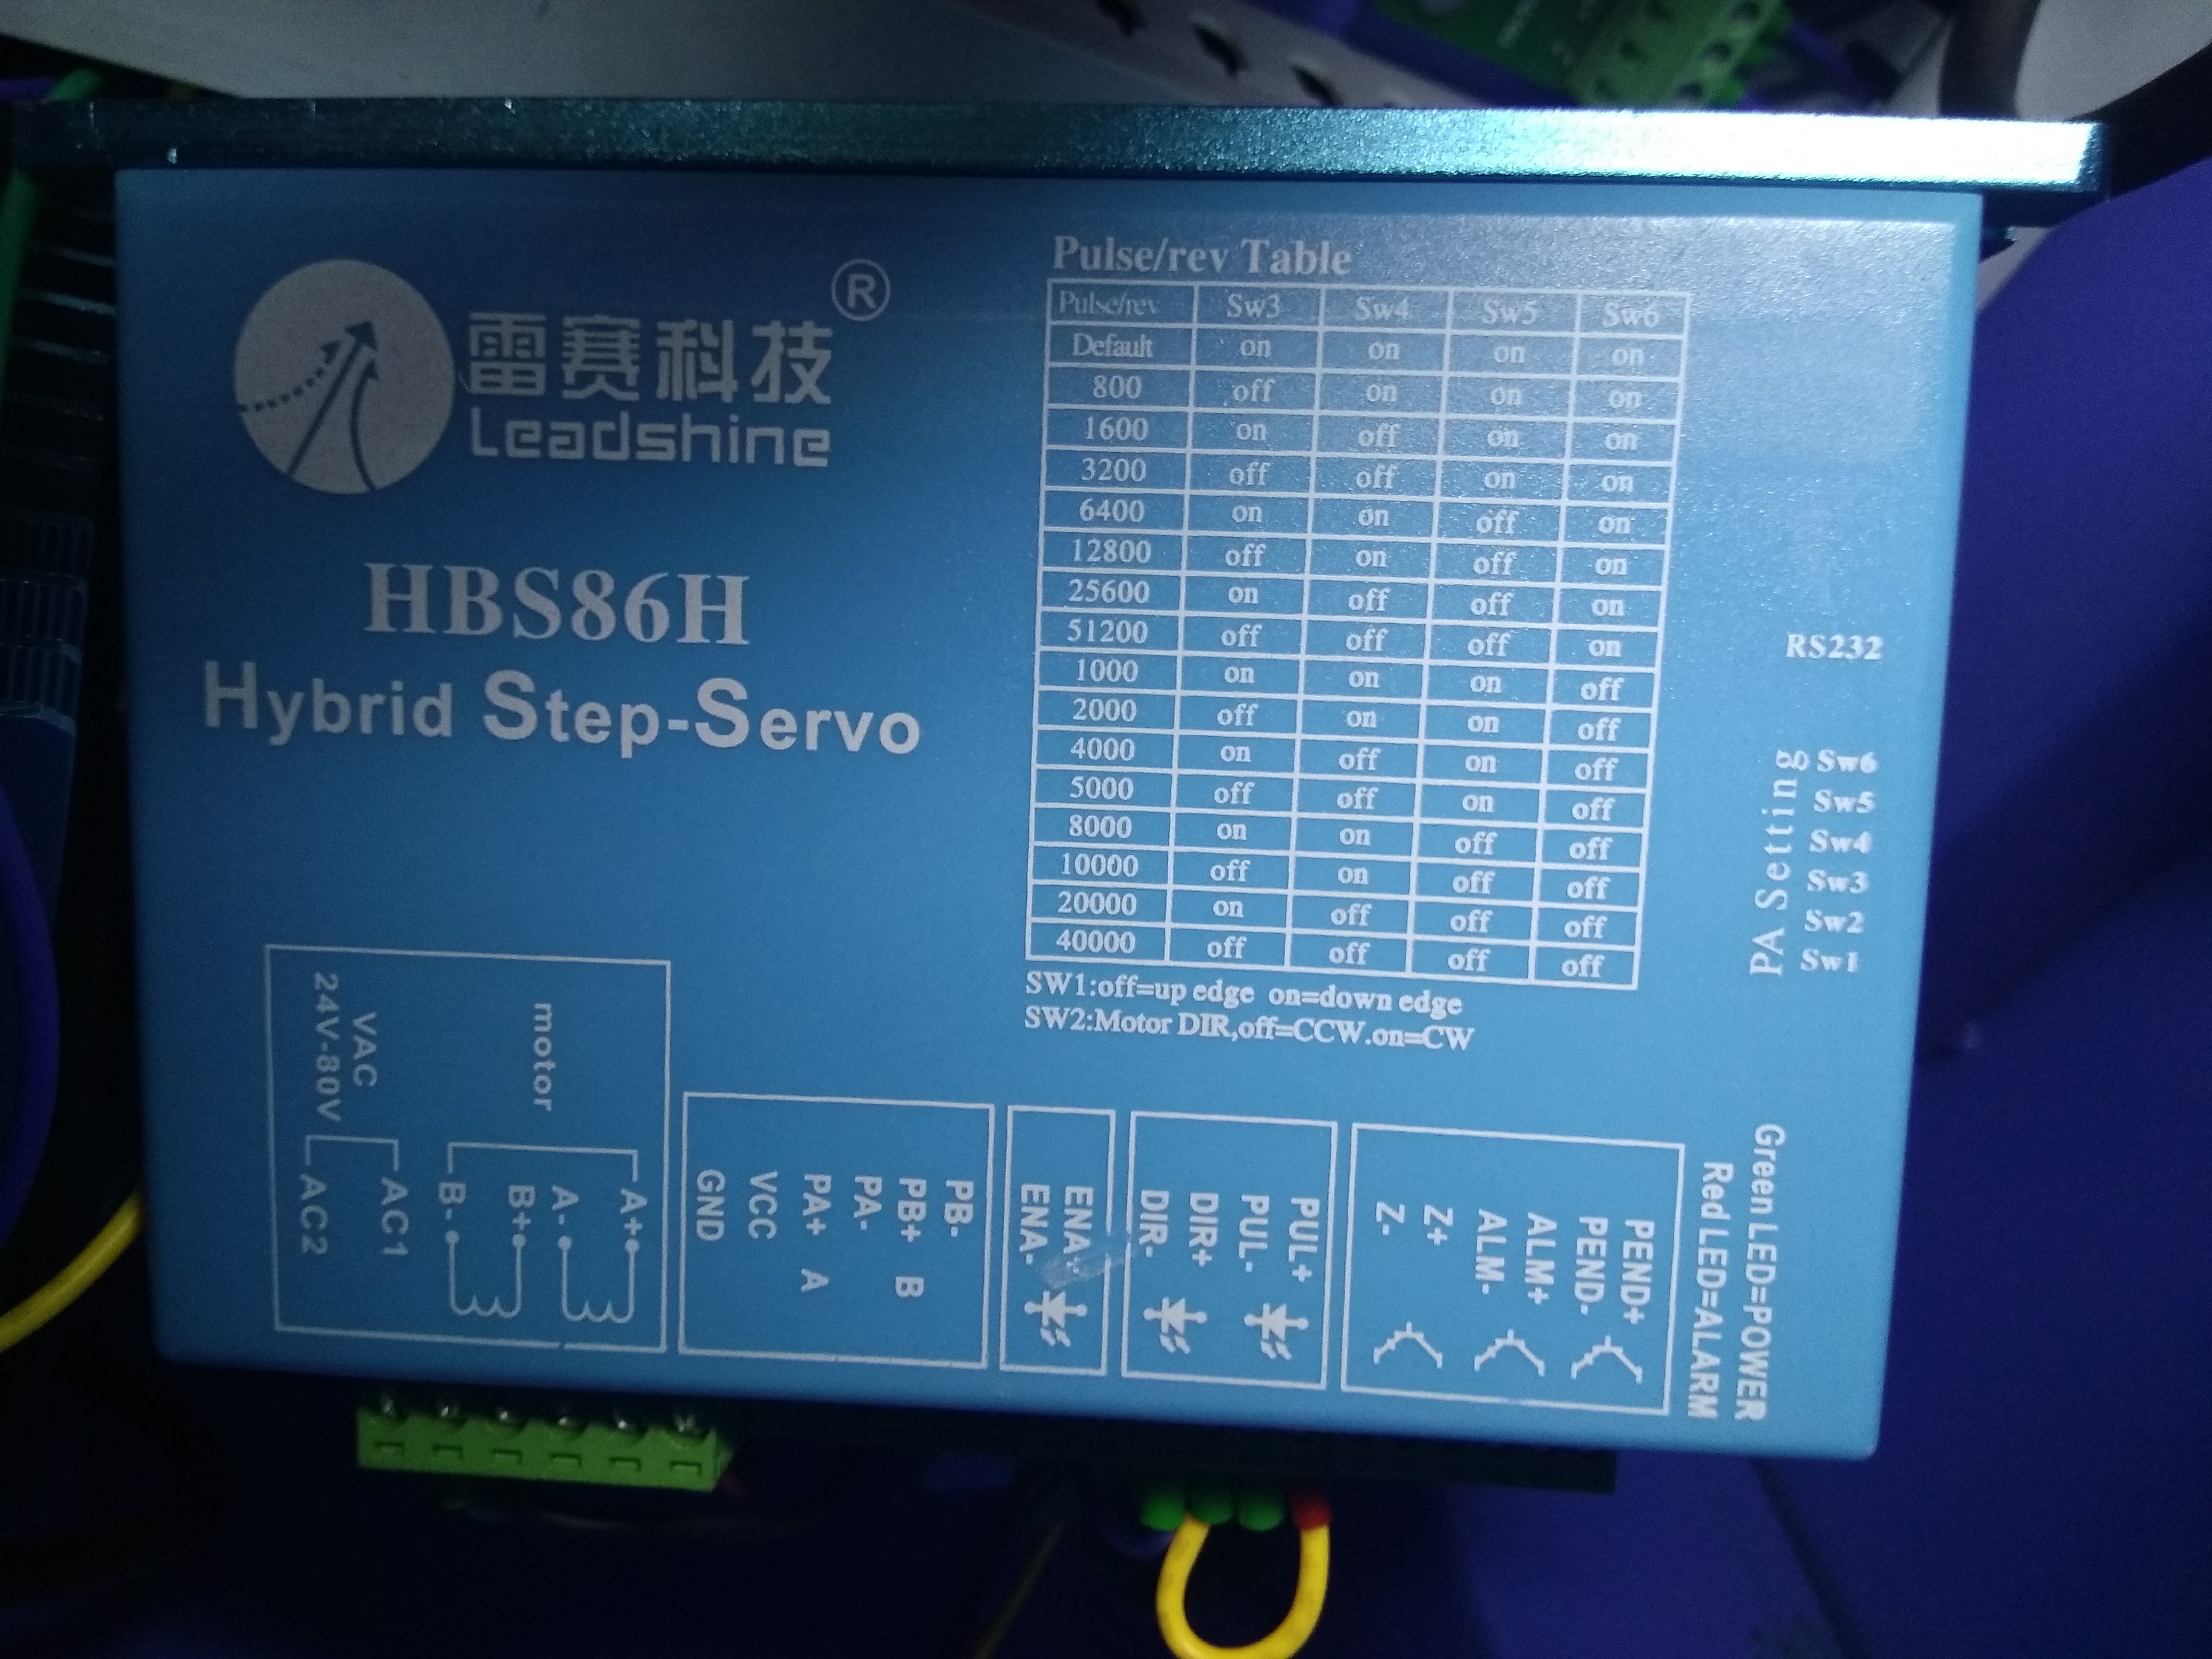 雷赛科技®
Leadshine
HBS86H
Hybrid Step-Servo
Pulse/rev Table
Pulse/rev Sw3 Sw4 Sw5 Sw6
Default on on on on
800 off on on on
1600 on off on on
3200 off off on on
6400 on on off on
12800 off on off on
25600 on off off on
51200 off off off on
1000 on on on off
2000 off on on off
4000 on off on off
5000 off off on off
8000 on on off off
10000 off on off off
20000 on off off off
40000 off off off off
SW1:off=up edge on=down edge
SW2:Motor DIR,off=CCW.on=CW
RS232
PA Setting
Sw6
Sw5
Sw4
Sw3
Sw2
Sw1
Green LED=POWER
Red LED=ALARM
PEND+
PEND-
ALM+
ALM-
Z+
Z-
PUL+
PUL-
DIR+
DIR-
ENA+
ENA-
PB-
PB+ B
PA-
PA+ A
VCC
GND
motor
A+
A-
B+
B-
VAC
24V-80V
AC1
AC2